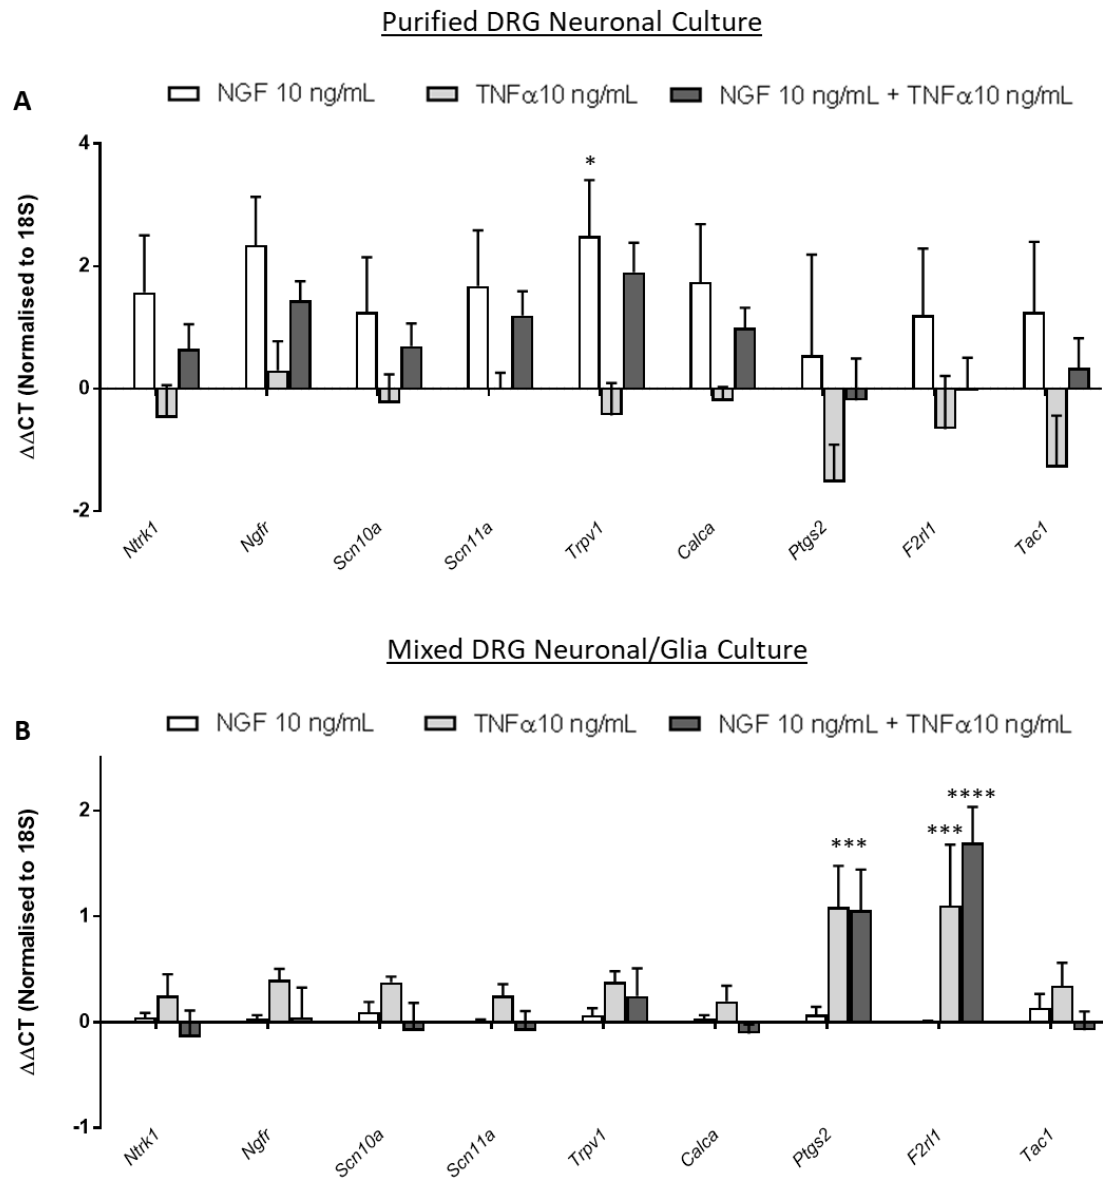 Purified DRG Neuronal Culture
A
NGF 10 ng/mL TNFα10 ng/mL NGF 10 ng/mL + TNFα10 ng/mL
ΔΔCT (Normalised to 18S)
4
2
0
-2
*
Ntrk1 Ngfr Scn10a Scn11a Trpv1 Calca Ptgs2 F2rl1 Tac1
Mixed DRG Neuronal/Glia Culture
B
NGF 10 ng/mL TNFα10 ng/mL NGF 10 ng/mL + TNFα10 ng/mL
ΔΔCT (Normalised to 18S)
2
1
0
-1
****
*** ***
Ntrk1 Ngfr Scn10a Scn11a Trpv1 Calca Ptgs2 F2rl1 Tac1